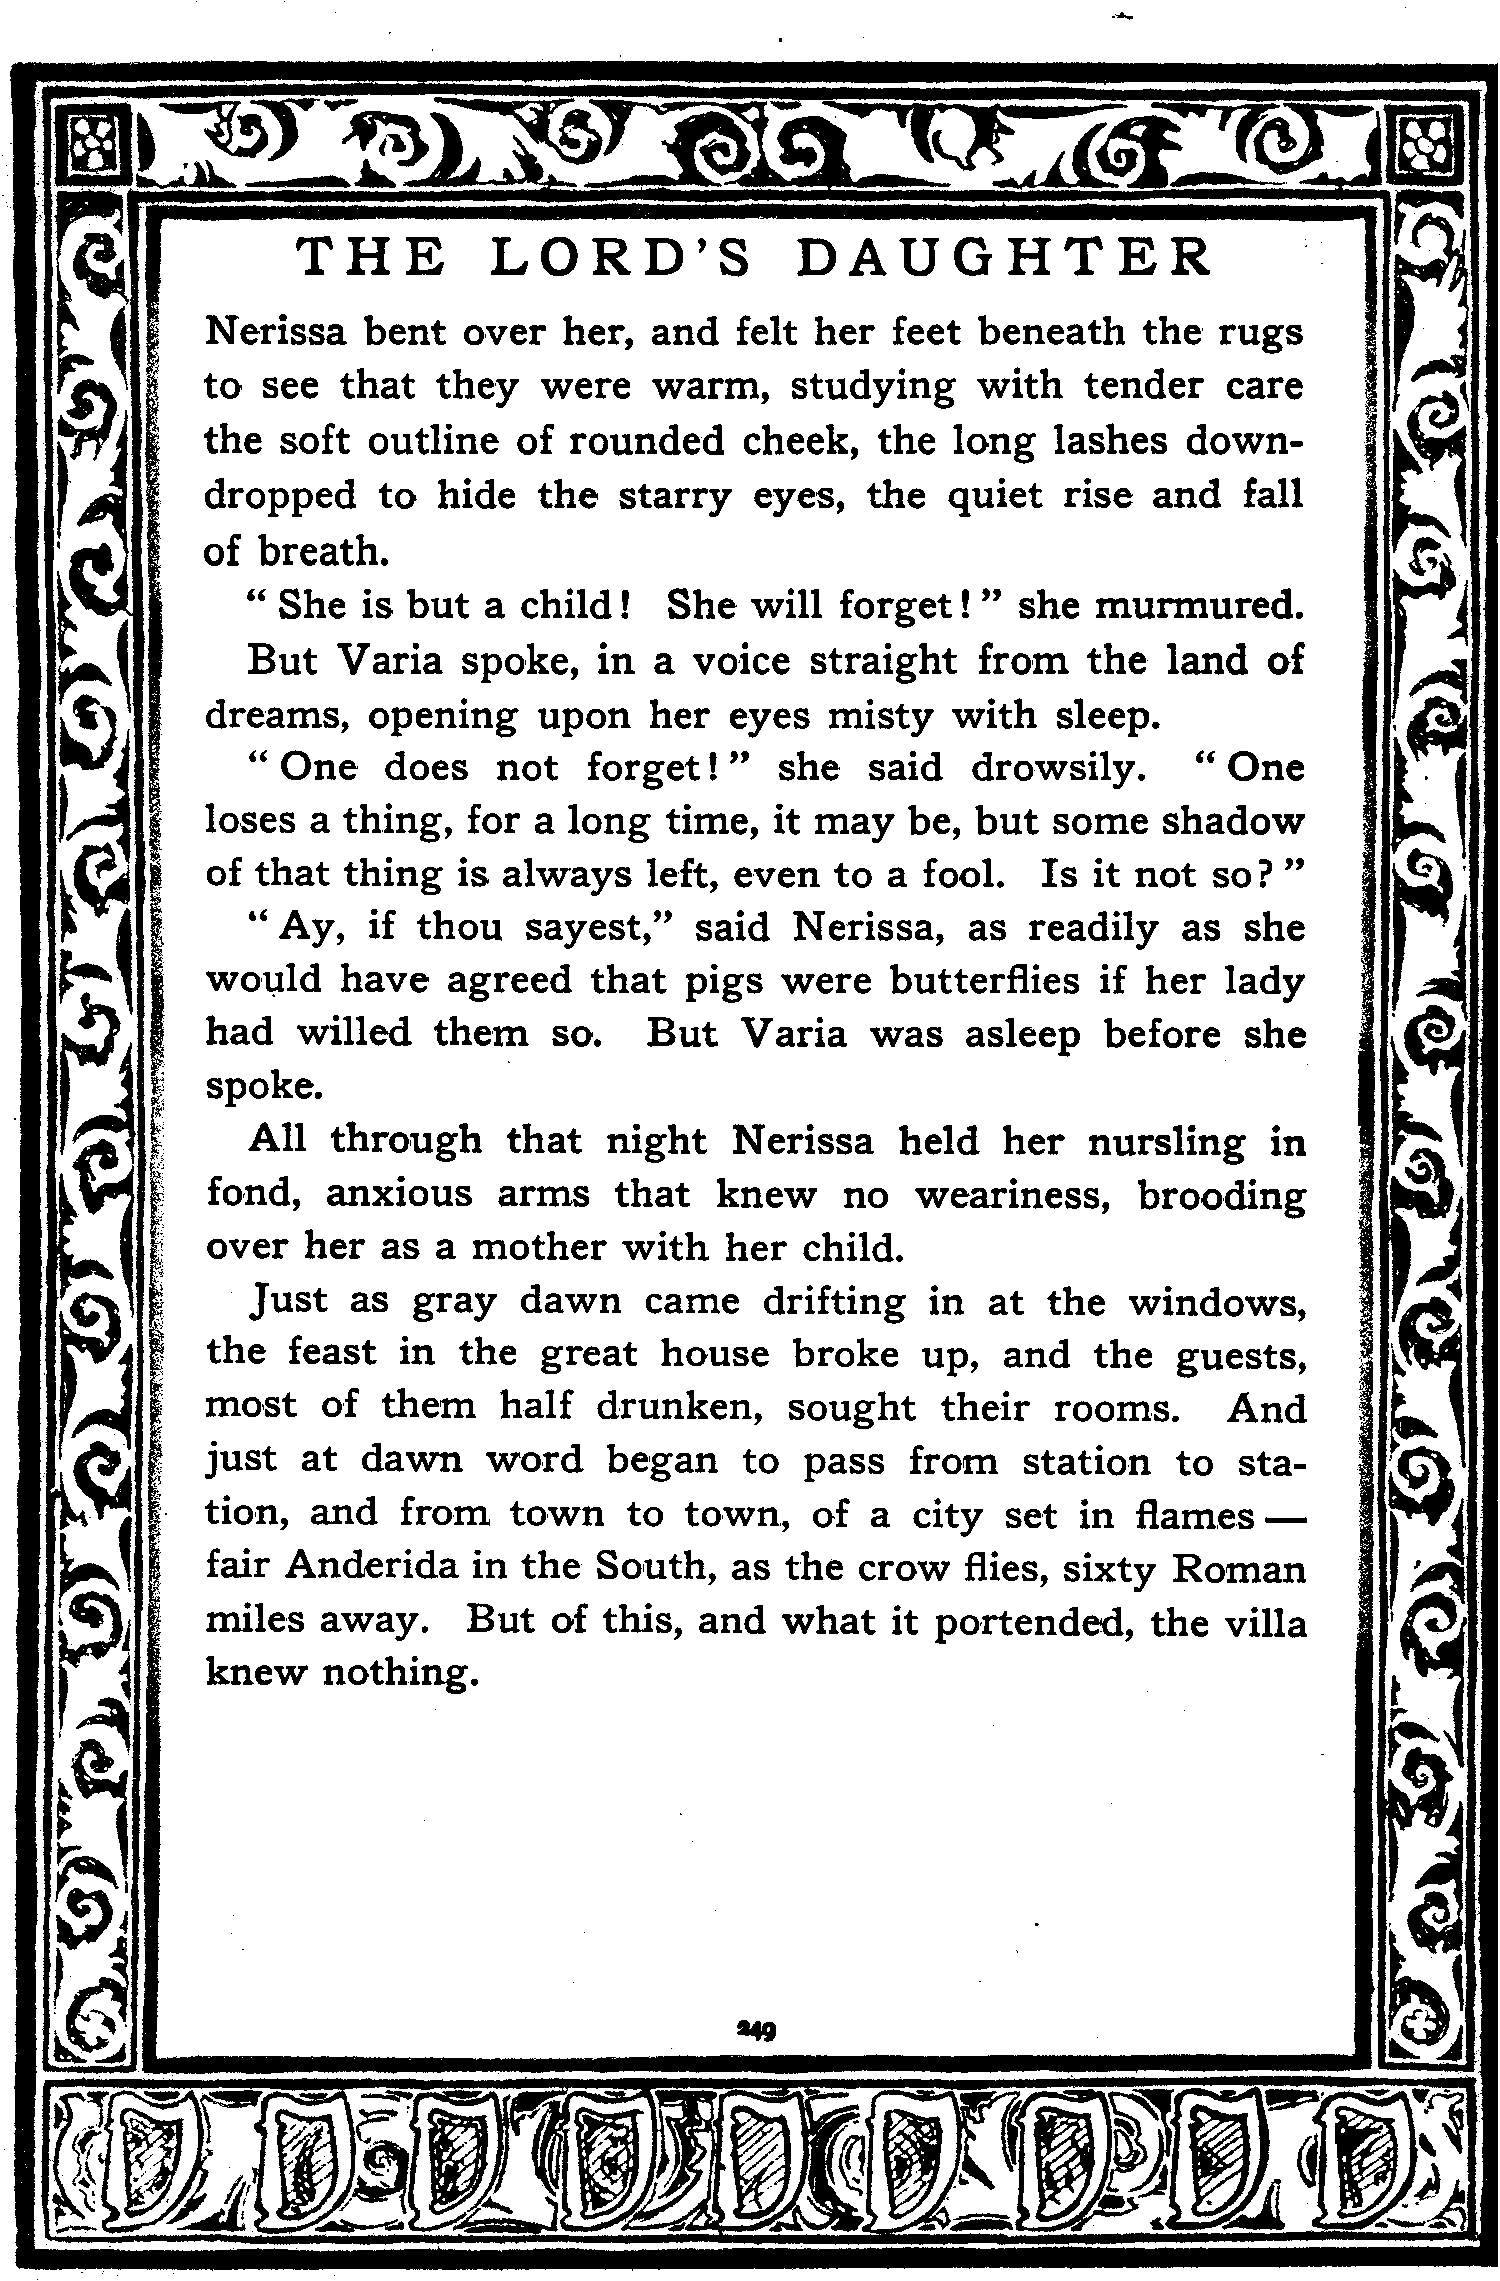 THE LORD'S DAUGHTER
Nerissa bent over her, and felt her feet beneath the rugs
to see that they were warm, studying with tender care
the soft outline of rounded cheek, the long lashes down-
dropped to hide the starry eyes, the quiet rise and fall
of breath.
“ She is but a child! She will forget! ” she murmured.
But Varia spoke, in a voice straight from the land of
dreams, opening upon her eyes misty with sleep.
“ One does not forget! ” she said drowsily. “ One
loses a thing, for a long time, it may be, but some shadow
of that thing is always left, even to a fool. Is it not so? ”
“ Ay, if thou sayest,” said Nerissa, as readily as she
would have agreed that pigs were butterflies if her lady
had willed them so. But Varia was asleep before she
spoke.
All through that night Nerissa held her nursling in
fond, anxious arms that knew no weariness, brooding
over her as a mother with her child.
Just as gray dawn came drifting in at the windows,
the feast in the great house broke up, and the guests,
most of them half drunken, sought their rooms. And
just at dawn word began to pass from station to sta-
tion, and from town to town, of a city set in flames —
fair Anderida in the South, as the crow flies, sixty Roman
miles away. But of this, and what it portended, the villa
knew nothing.
249